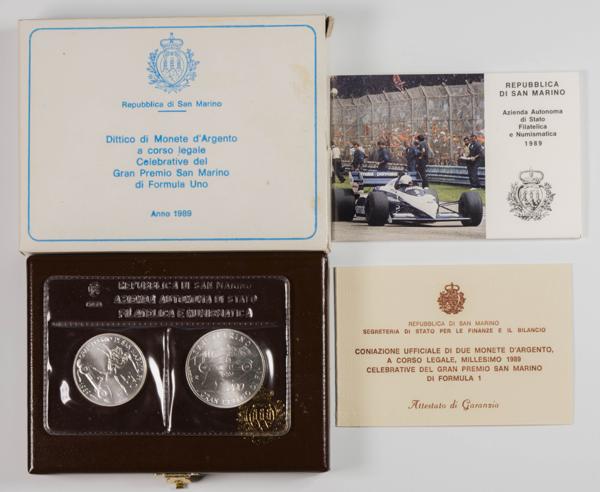 Repubblica di San Marino
Dittico di Monete d'Argento
a corso legale
Celebrative del
Gran Premio San Marino
di Formula Uno
Anno 1989
REPUBBLICA
DI SAN MARINO
Azienda Autonoma
di Stato
Filatelica
e Numismatica
1989
REPUBBLICA DI SAN MARINO
AZIENDA AUTONOMA DI STATO
FILATELICA E NUMISMATICA
GRAN PREMIO
REPUBBLICA DI SAN MARINO
SEGRETERIA DI STATO PER LE FINANZE E IL BILANCIO
CONIAZIONE UFFICIALE DI DUE MONETE D'ARGENTO,
A CORSO LEGALE, MILLESIMO 1989
CELEBRATIVE DEL GRAN PREMIO SAN MARINO
DI FORMULA 1
Attestato di Garanzia